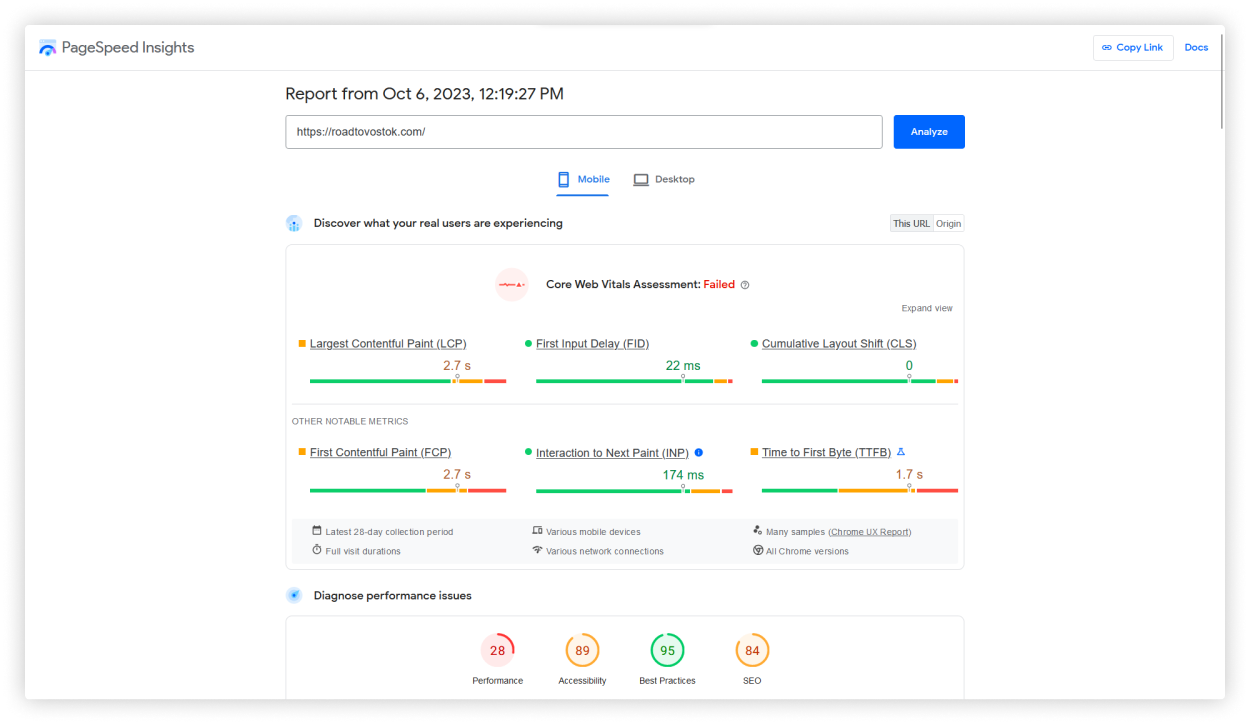 PageSpeed Insights
Copy Link
Docs
Report from Oct 6, 2023, 12:19:27 PM
https://roadtovostok.com/
Analyze
Mobile
Desktop
Discover what your real users are experiencing
This URL
Origin
Core Web Vitals Assessment: Failed
Expand view
Largest Contentful Paint (LCP)
2.7 s
First Input Delay (FID)
22 ms
Cumulative Layout Shift (CLS)
0
OTHER NOTABLE METRICS
First Contentful Paint (FCP)
2.7 s
Interaction to Next Paint (INP)
174 ms
Time to First Byte (TTFB)
1.7 s
Latest 28-day collection period
Various mobile devices
Many samples (Chrome UX Report)
Full visit durations
Various network connections
All Chrome versions
Diagnose performance issues
28
Performance
89
Accessibility
95
Best Practices
84
SEO